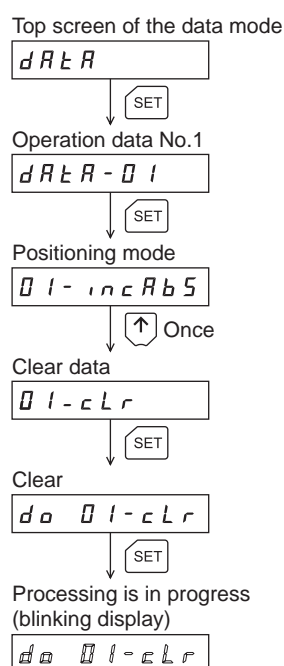 Top screen of the data mode
dAtA
SET
Operation data No.1
dAtA-01
SET
Positioning mode
01-incAbS
↑ Once
Clear data
01-cLr
SET
Clear
do 01-cLr
SET
Processing is in progress
(blinking display)
do 01-cLr